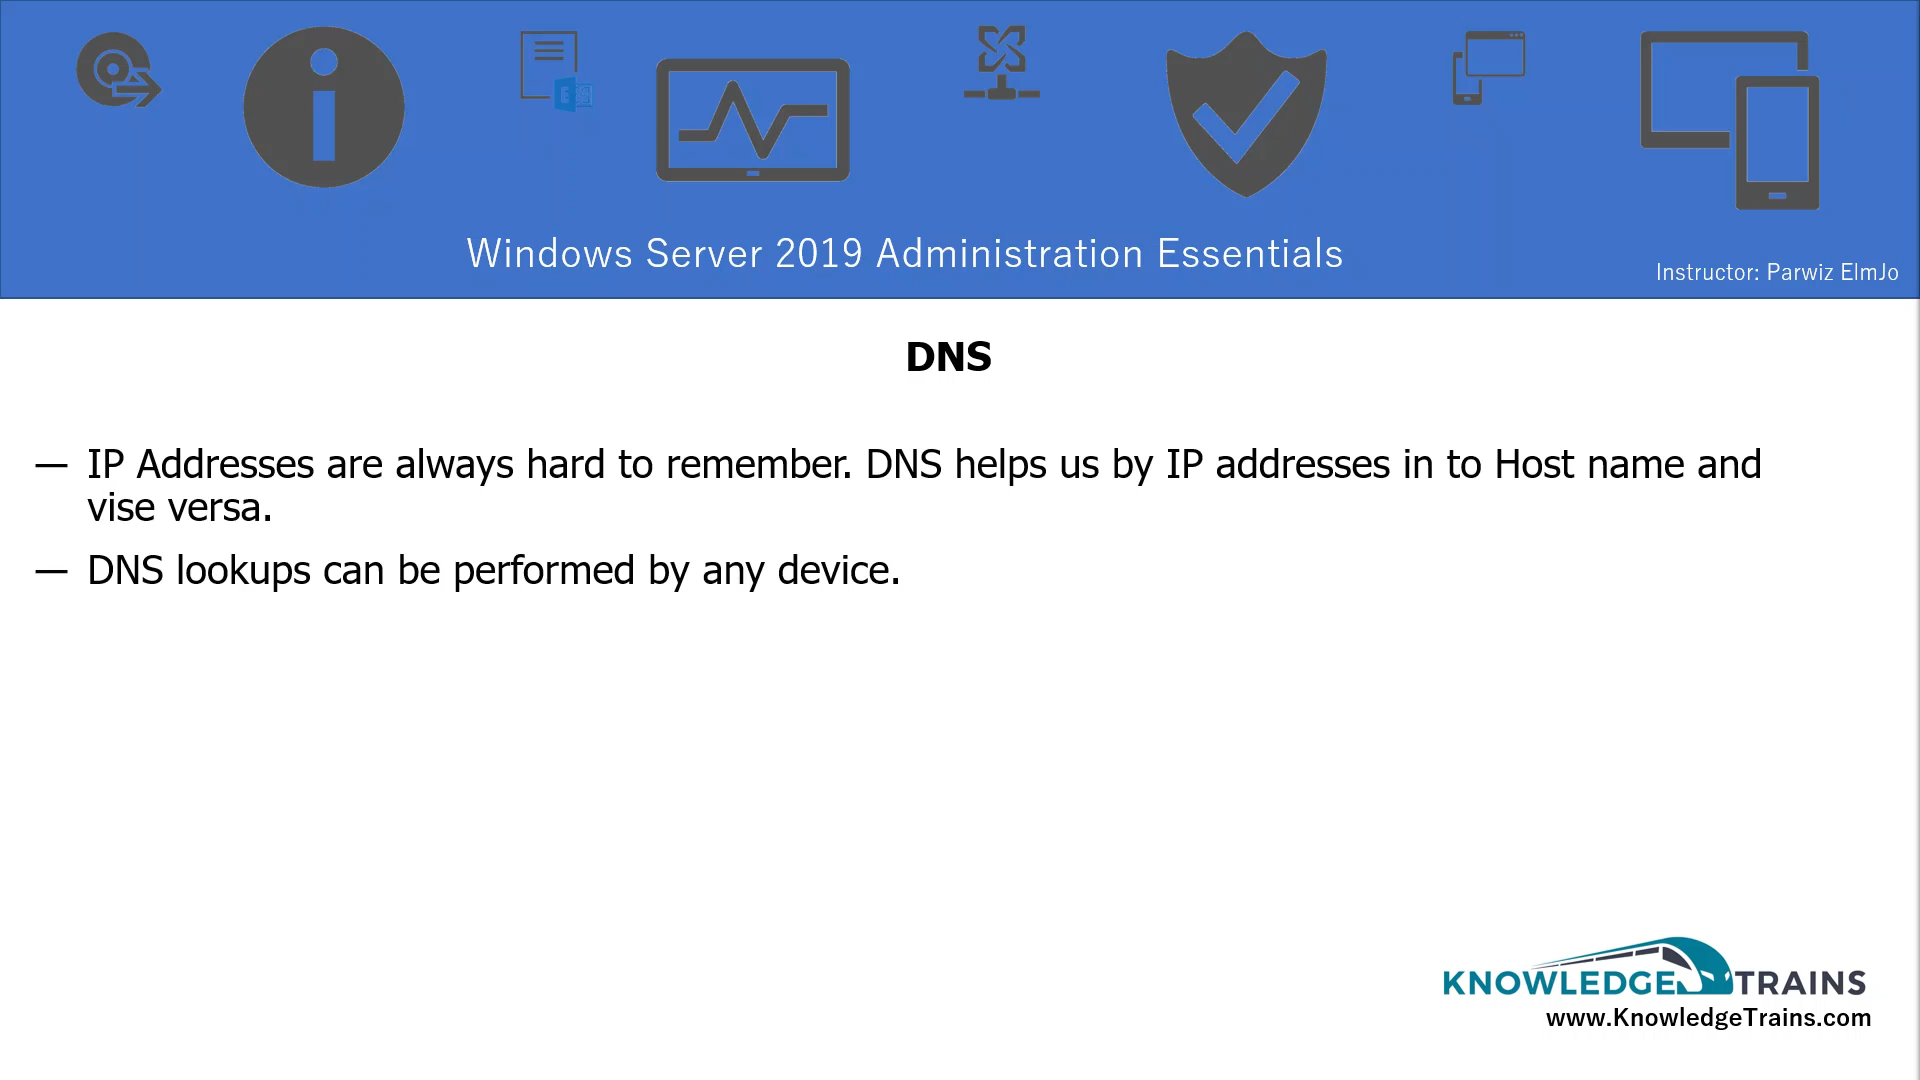 Windows Server 2019 Administration Essentials
Instructor: Parwiz ElmJo
DNS
— IP Addresses are always hard to remember. DNS helps us by IP addresses in to Host name and
vise versa.
— DNS lookups can be performed by any device.
KNOWLEDGE TRAINS
www.KnowledgeTrains.com